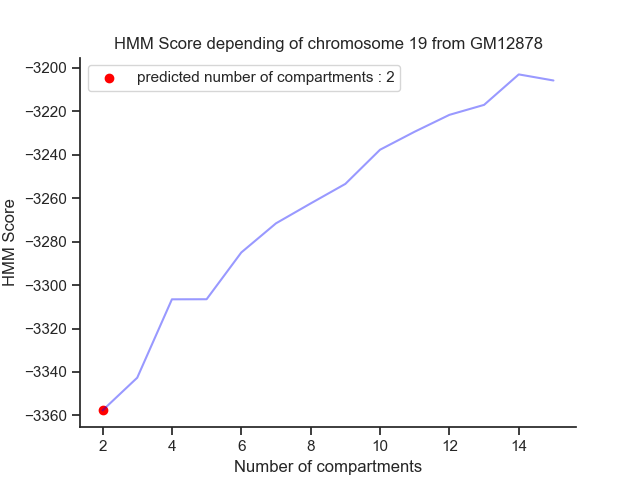 HMM Score depending of chromosome 19 from GM12878
predicted number of compartments : 2
−3200
−3220
−3240
−3260
−3280
−3300
−3320
−3340
−3360
HMM Score
2 4 6 8 10 12 14
Number of compartments